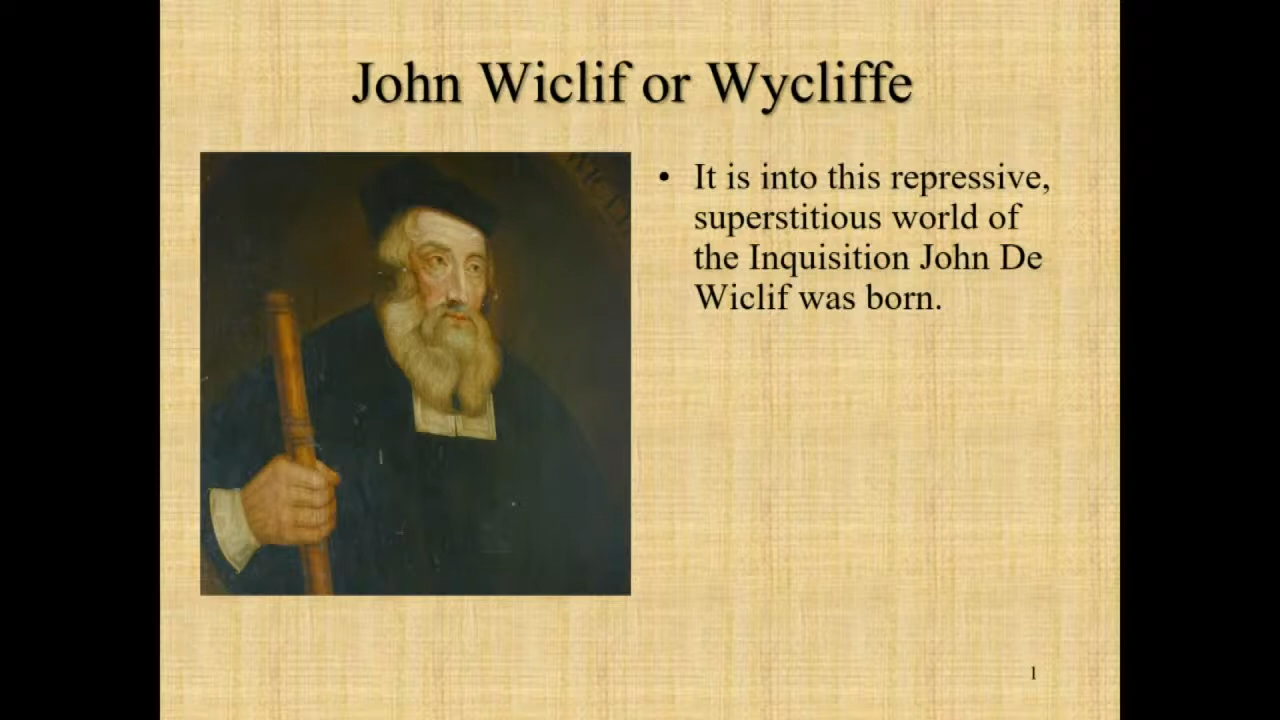 John Wiclif or Wycliffe
• It is into this repressive,
superstitious world of
the Inquisition John De
Wiclif was born.
1